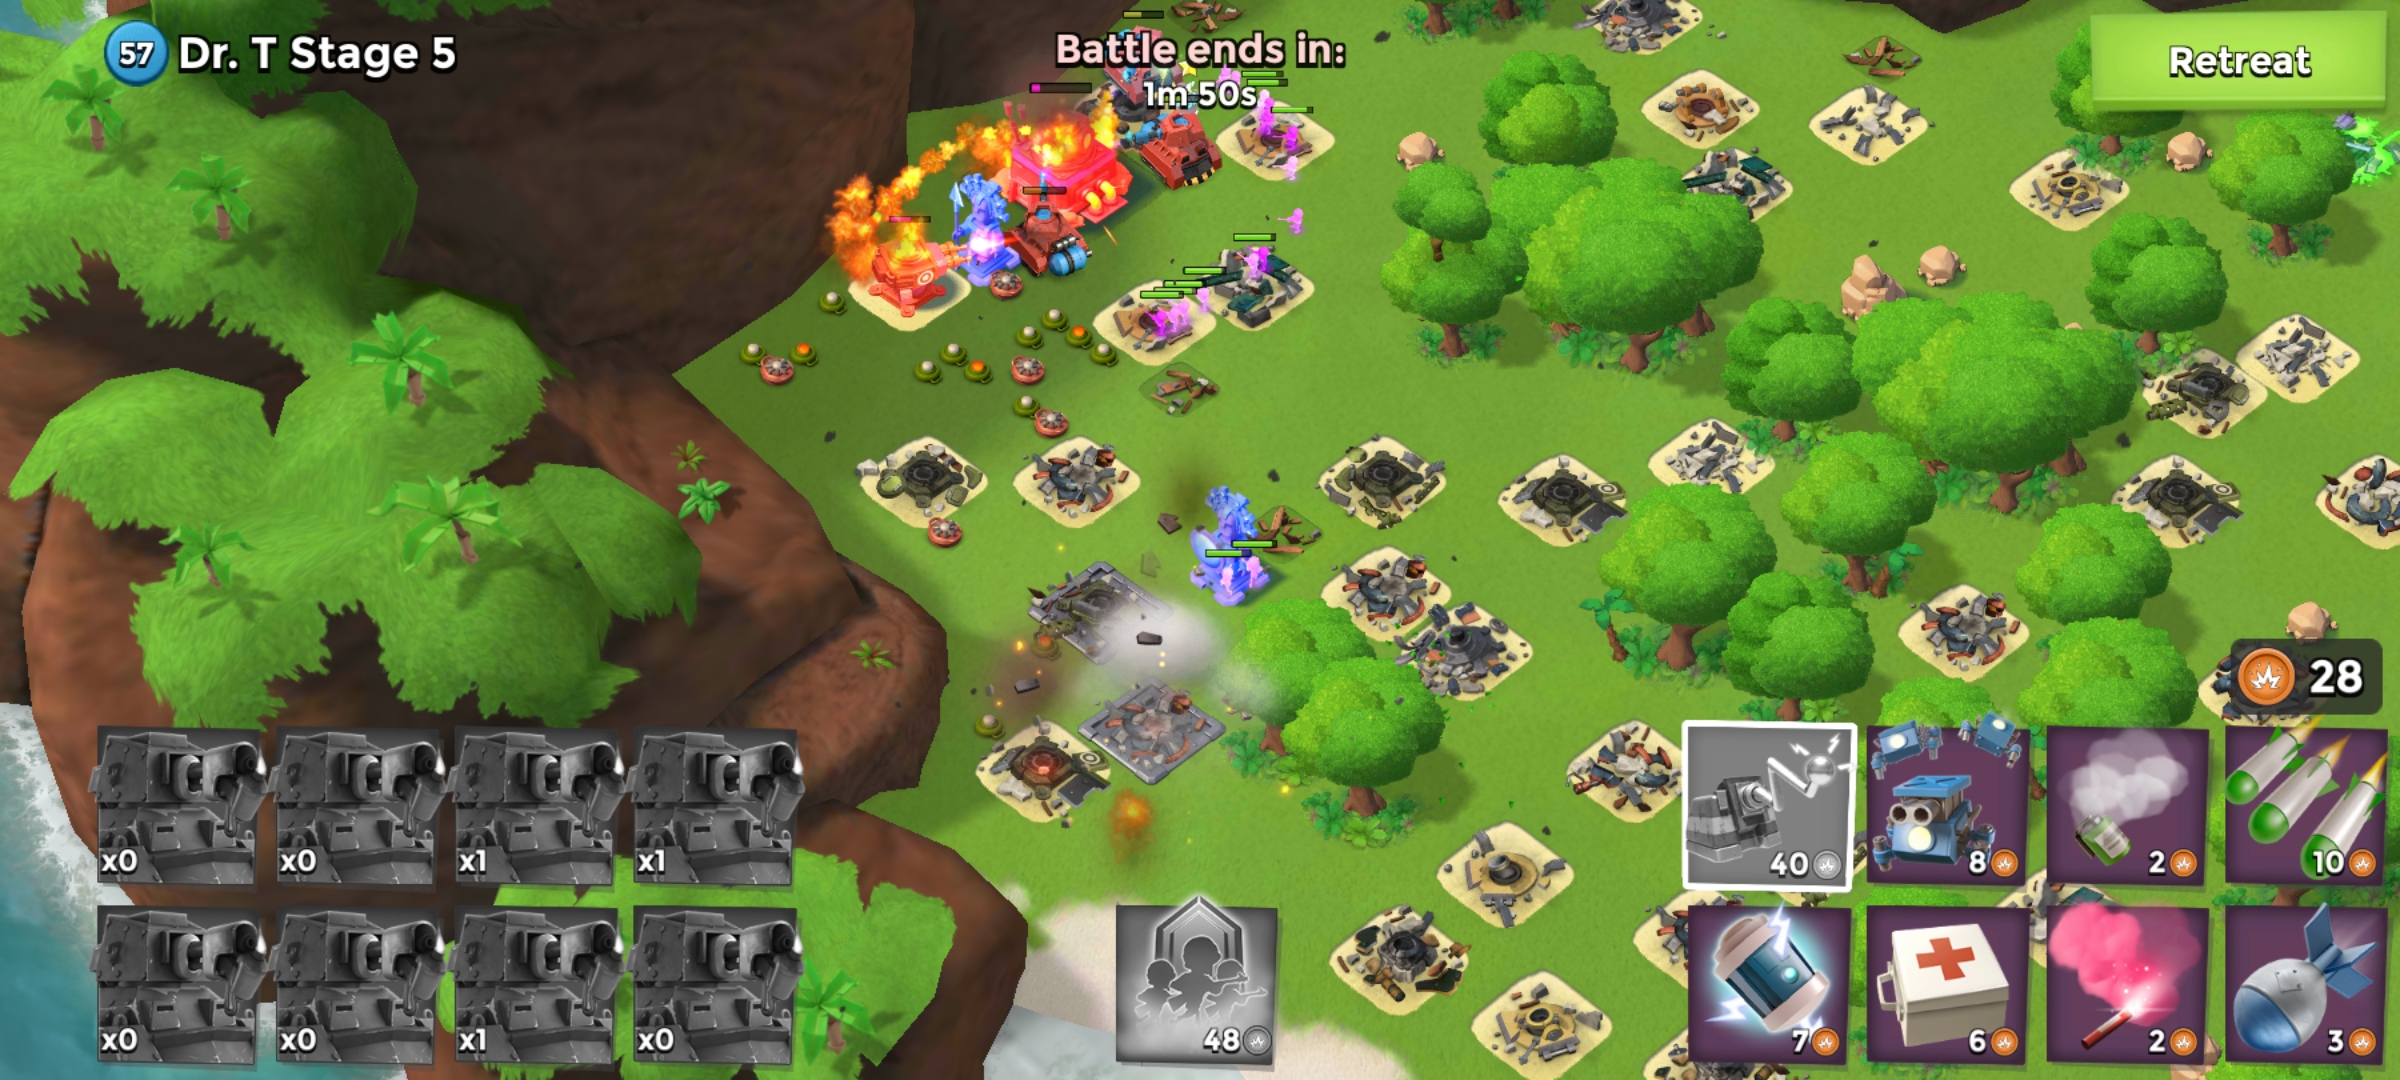 57 Dr. T Stage 5
Battle ends in:
1m 50s
Retreat
28
40
8
2
10
x0
x0
x1
x1
7
6
2
3
48
x0
x0
x1
x0